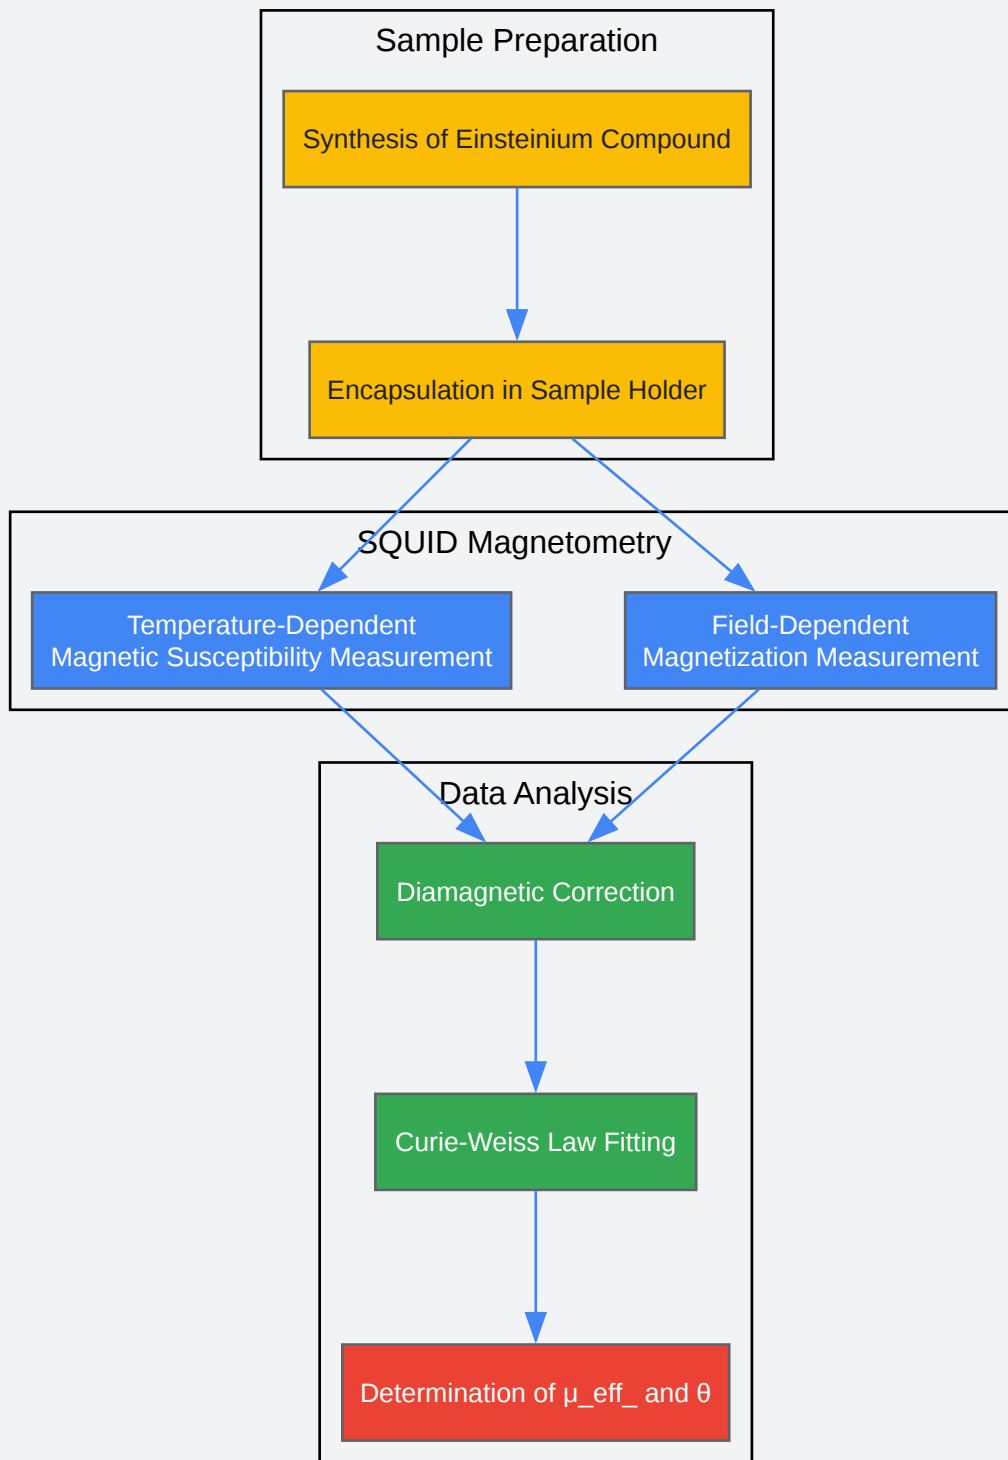 Sample Preparation
Synthesis of Einsteinium Compound
Encapsulation in Sample Holder
SQUID Magnetometry
Temperature-Dependent
Magnetic Susceptibility Measurement
Field-Dependent
Magnetization Measurement
Data Analysis
Diamagnetic Correction
Curie-Weiss Law Fitting
Determination of μ_eff_ and θ